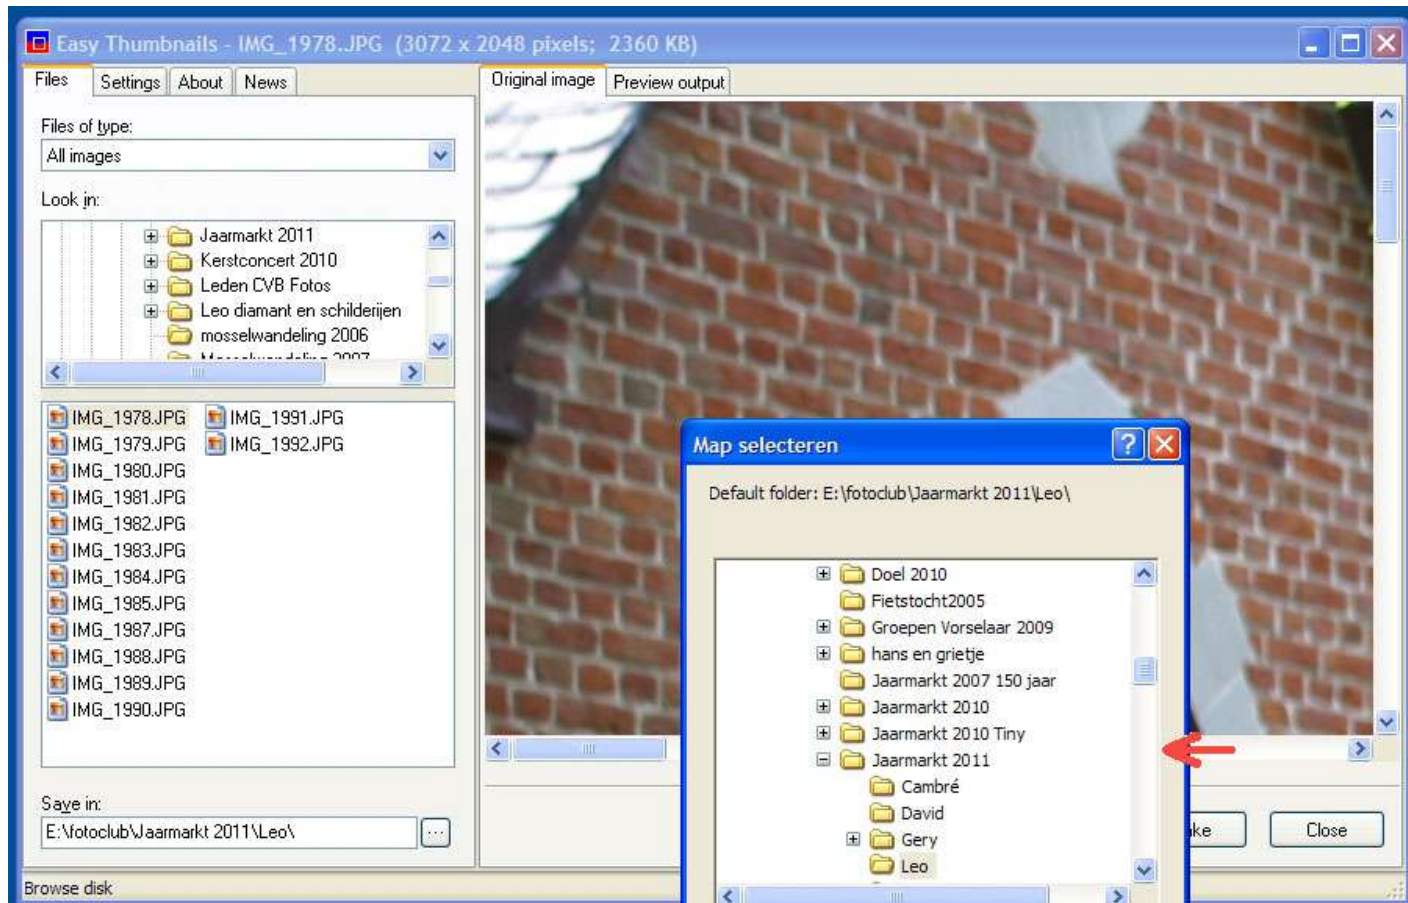 Easy Thumbnails - IMG_1978.JPG (3072 x 2048 pixels; 2360 KB)
Files Settings About News
Original image Preview output
Files of type:
All images
Look in:
Jaarmarkt 2011
Kerstconcert 2010
Leden CVB Fotos
Leo diamant en schilderijen
mosselwandeling 2006
Mosselwandeling 2007
IMG_1978.JPG IMG_1991.JPG
IMG_1979.JPG IMG_1992.JPG
IMG_1980.JPG
IMG_1981.JPG
IMG_1982.JPG
IMG_1983.JPG
IMG_1984.JPG
IMG_1985.JPG
IMG_1987.JPG
IMG_1988.JPG
IMG_1989.JPG
IMG_1990.JPG
Save in:
E:\fotoclub\Jaarmarkt 2011\Leo\
...
Browse disk
Map selecteren
Default folder: E:\fotoclub\Jaarmarkt 2011\Leo\
Doel 2010
Fietstocht2005
Groepen Vorselaar 2009
hans en grietje
Jaarmarkt 2007 150 jaar
Jaarmarkt 2010
Jaarmarkt 2010 Tiny
Jaarmarkt 2011
Cambré
David
Gery
Leo
Close